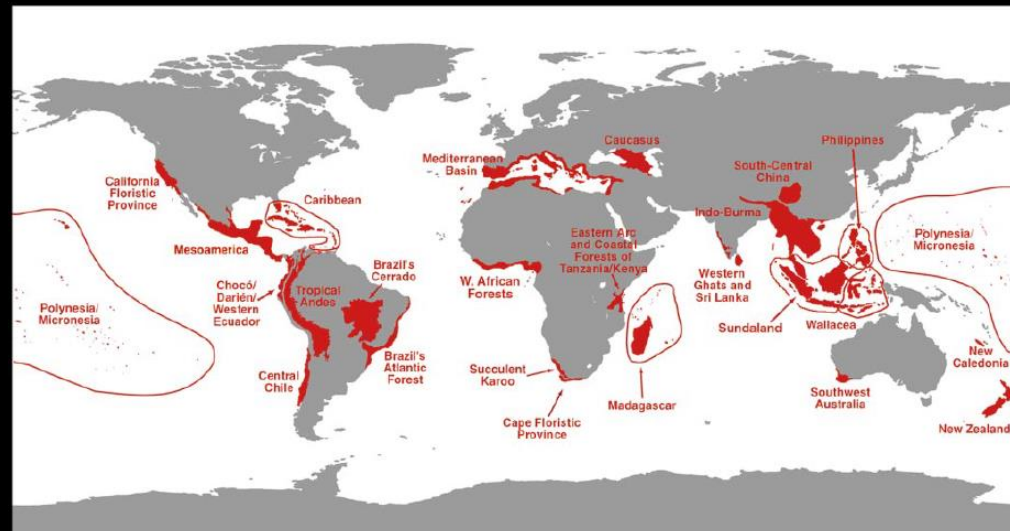 California
Floristic
Province
Caribbean
Mesoamerica
Polynesia/
Micronesia
Chocó/
Darién/
Western
Ecuador
Tropical
Andes
Brazil's
Cerrado
Central
Chile
Brazil's
Atlantic
Forest
Mediterranean
Basin
Caucasus
W. African
Forests
Eastern Arc
and Coastal
Forests of
Tanzania/Kenya
Succulent
Karoo
Cape Floristic
Province
Madagascar
Philippines
South-Central
China
Indo-Burma
Western
Ghats and
Sri Lanka
Sundaland
Wallacea
Polynesia/
Micronesia
New
Caledonia
Southwest
Australia
New Zealand